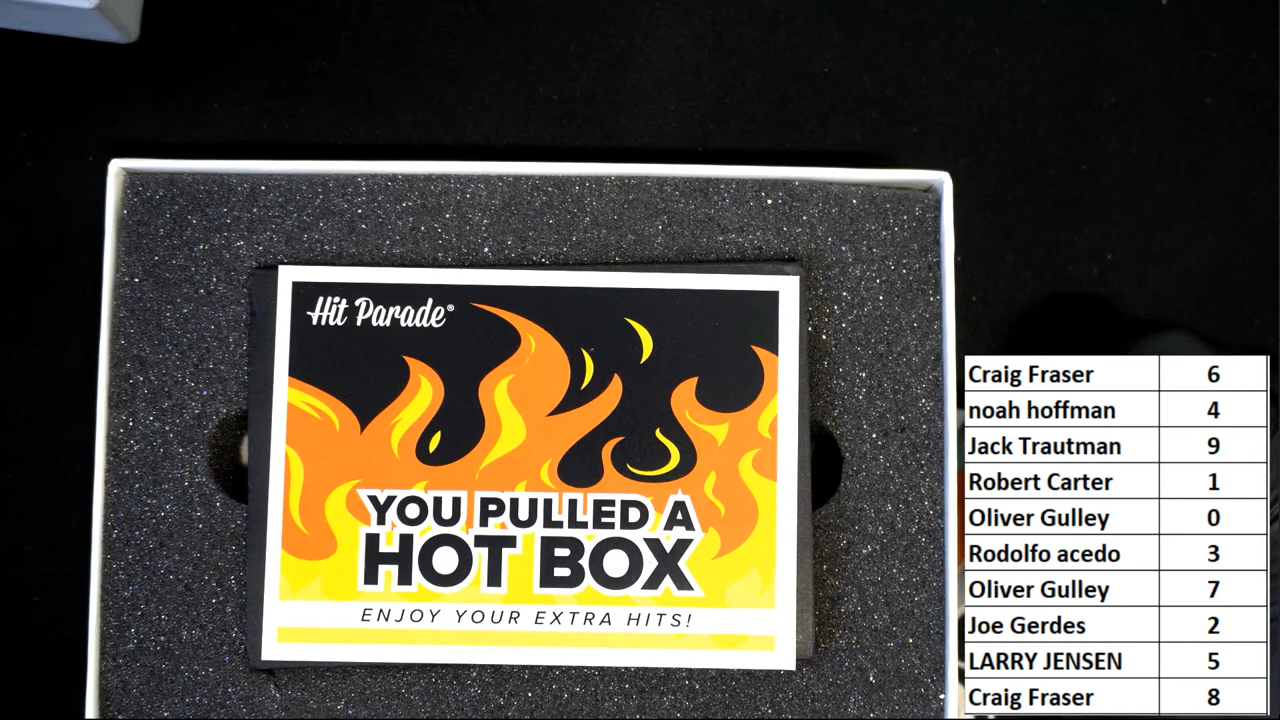 Hit Parade®
YOU PULLED A
HOT BOX
ENJOY YOUR EXTRA HITS!
Craig Fraser 6
noah hoffman 4
Jack Trautman 9
Robert Carter 1
Oliver Gulley 0
Rodolfo acedo 3
Oliver Gulley 7
Joe Gerdes 2
LARRY JENSEN 5
Craig Fraser 8